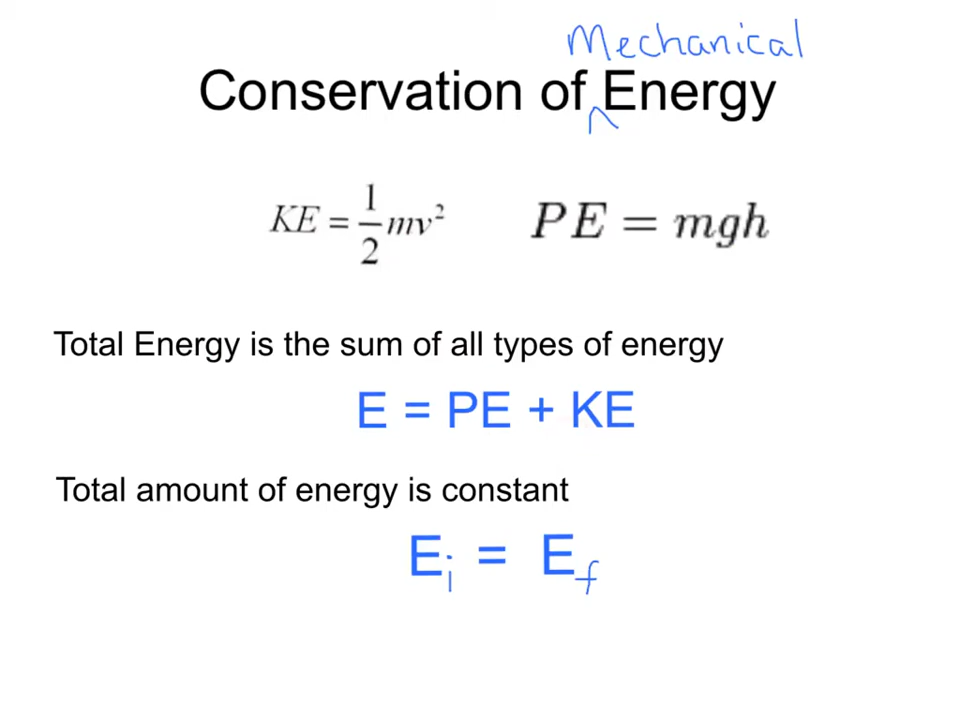 Mechanical
Conservation of ^ Energy
KE = 1/2 mv²
PE = mgh
Total Energy is the sum of all types of energy
E = PE + KE
Total amount of energy is constant
Eᵢ = E_f